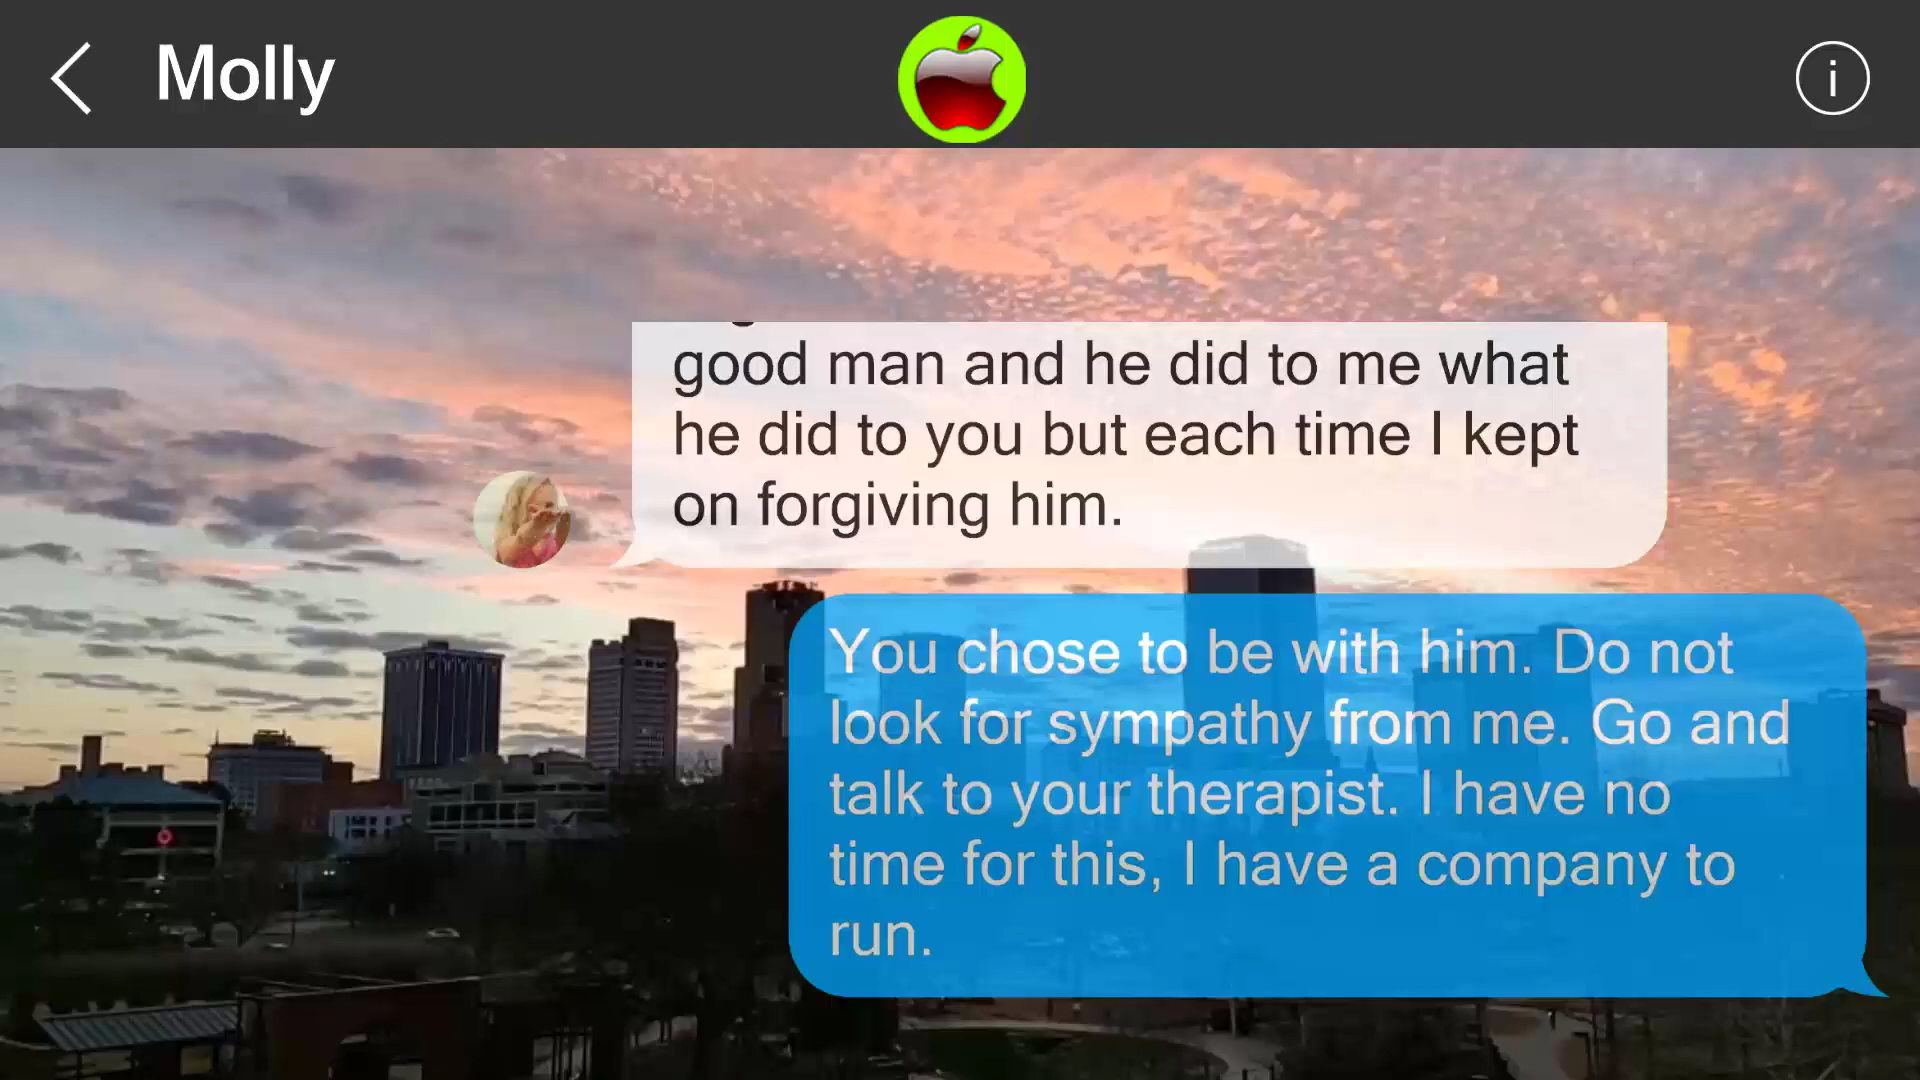 Molly
i
good man and he did to me what
he did to you but each time I kept
on forgiving him.
You chose to be with him. Do not
look for sympathy from me. Go and
talk to your therapist. I have no
time for this, I have a company to
run.